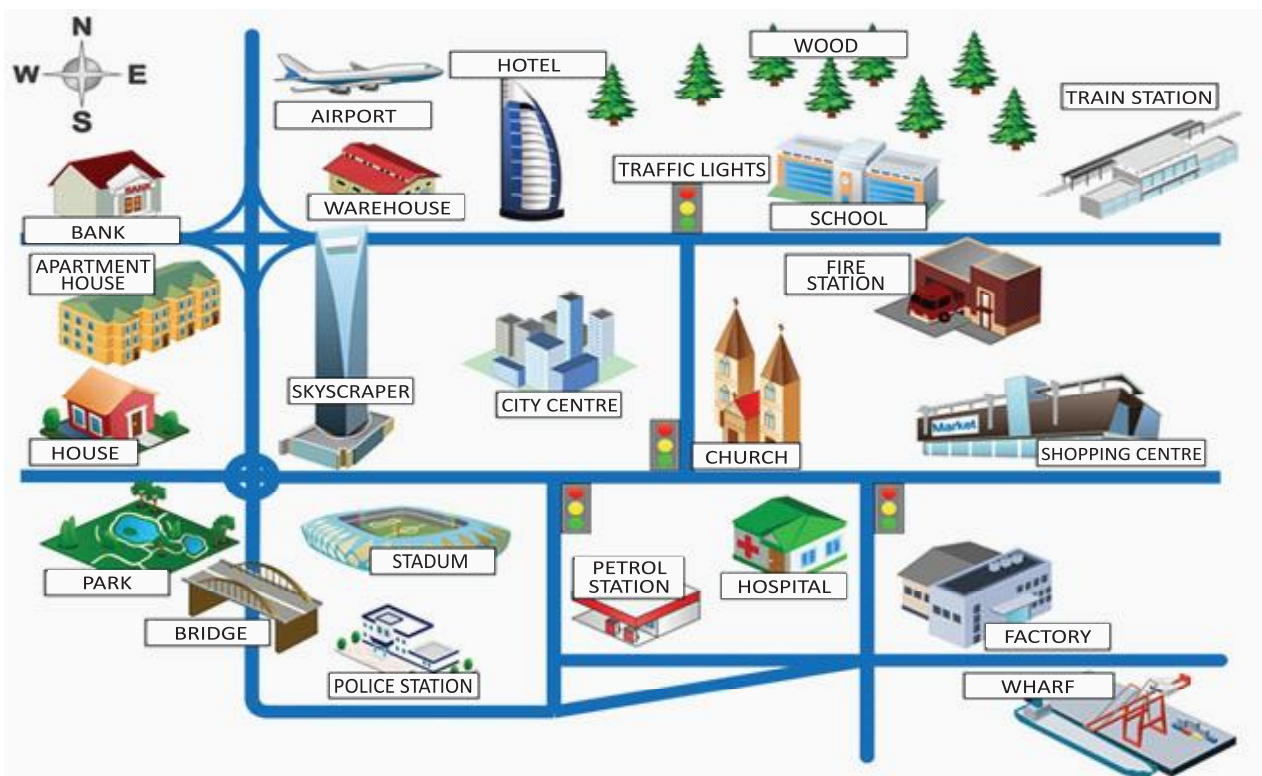 N
W E
S
AIRPORT
HOTEL
WOOD
TRAIN STATION
BANK
BANK
WAREHOUSE
TRAFFIC LIGHTS
SCHOOL
APARTMENT
HOUSE
FIRE
STATION
SKYSCRAPER
CITY CENTRE
HOUSE
CHURCH
Market
SHOPPING CENTRE
PARK
STADUM
PETROL
STATION
HOSPITAL
BRIDGE
FACTORY
POLICE STATION
WHARF